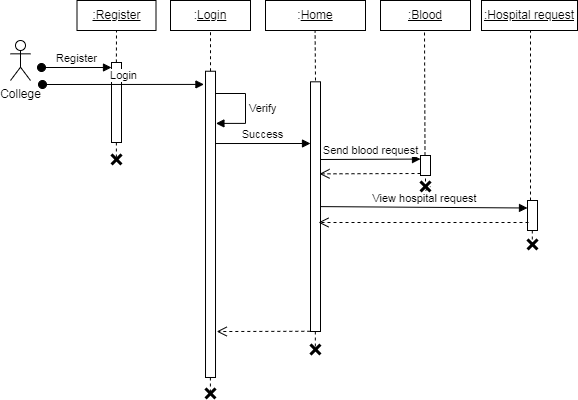 :Register
:Login
:Home
:Blood
:Hospital request
Register
Login
College
Verify
Success
Send blood request
View hospital request